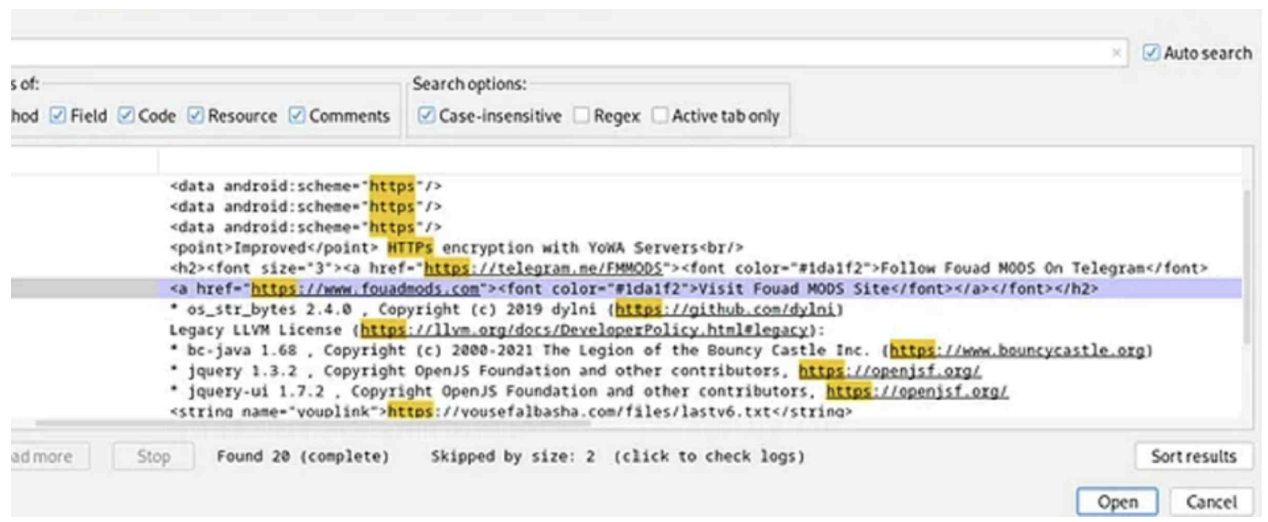 Auto search
s of:
Search options:
hod Field Code Resource Comments
Case-insensitive Regex Active tab only
<data android:scheme="https"/>
<data android:scheme="https"/>
<data android:scheme="https"/>
<point>Improved</point> HTTPs encryption with YoWA Servers<br/>
<h2><font size="3"><a href="https://telegram.me/FMMODS"><font color="#1da1f2">Follow Fouad MODS On Telegram</font>
<a href="https://www.fouadmods.com"><font color="#1da1f2">Visit Fouad MODS Site</font></a></font></h2>
* os_str_bytes 2.4.0 , Copyright (c) 2019 dylni (https://github.com/dylni)
Legacy LLVM License (https://llvm.org/docs/DeveloperPolicy.html#legacy):
* bc-java 1.68 , Copyright (c) 2000-2021 The Legion of the Bouncy Castle Inc. (https://www.bouncycastle.org)
* jquery 1.3.2 , Copyright OpenJS Foundation and other contributors, https://openjsf.org/
* jquery-ui 1.7.2 , Copyright OpenJS Foundation and other contributors, https://openjsf.org/
<string name="youplink">https://yousefalbasha.com/files/lastv6.txt</string>
ad more Stop Found 20 (complete) Skipped by size: 2 (click to check logs) Sort results
Open Cancel